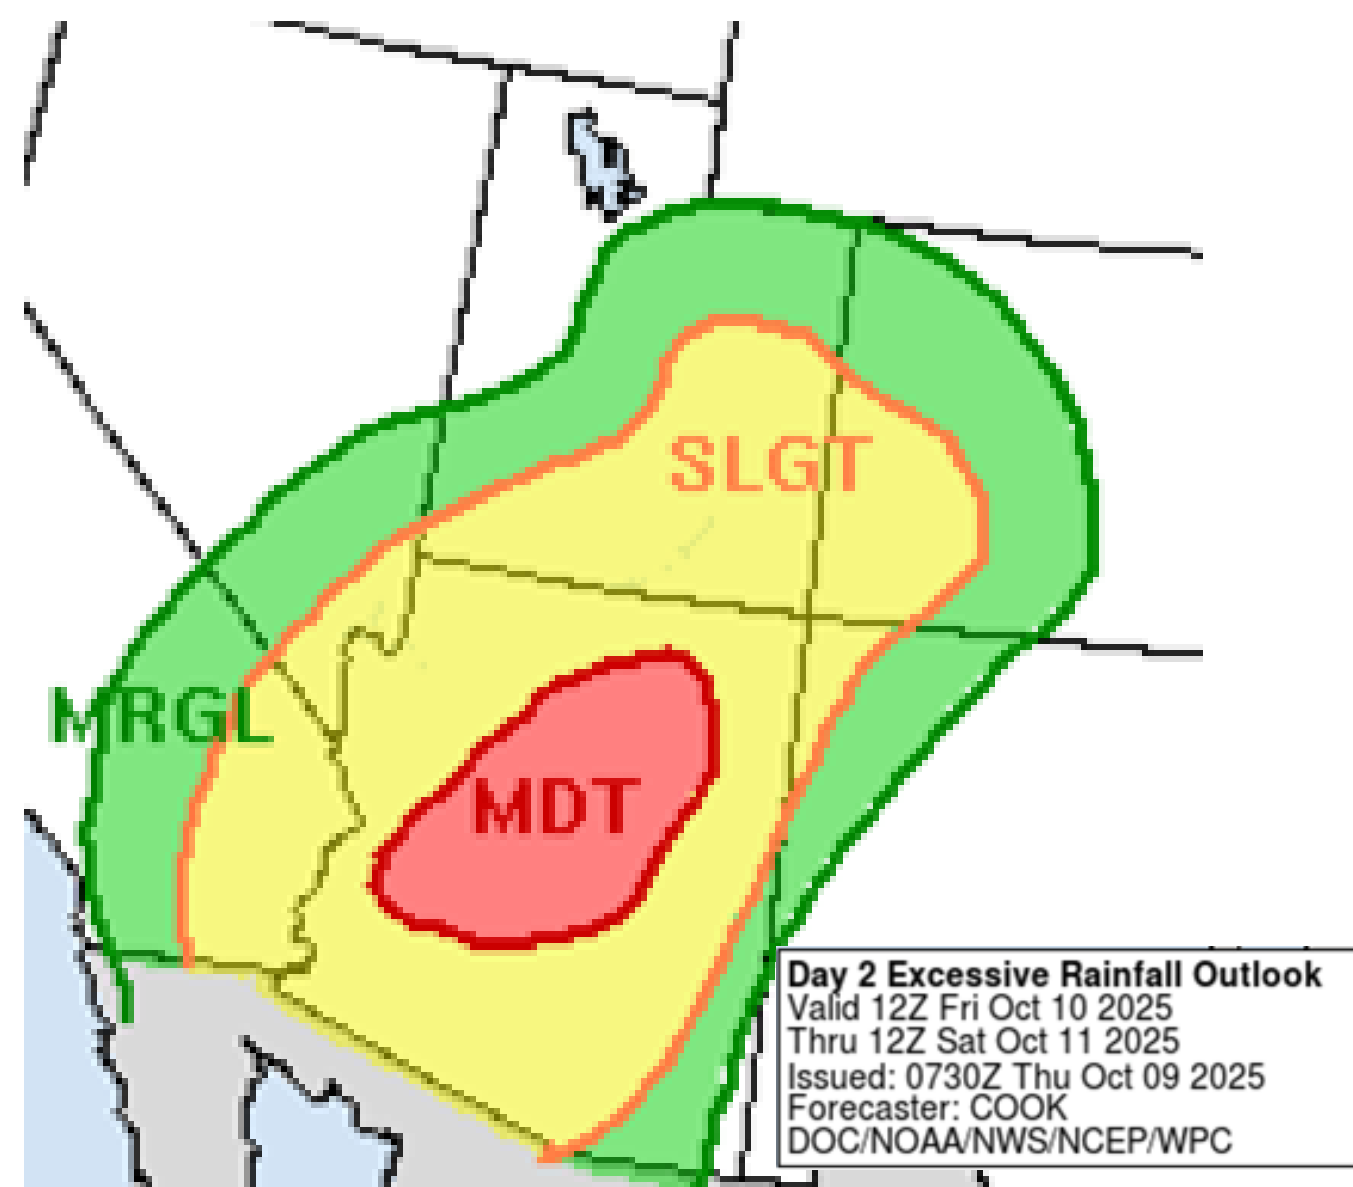 SLGT
MRGL
MDT
Day 2 Excessive Rainfall Outlook
Valid 12Z Fri Oct 10 2025
Thru 12Z Sat Oct 11 2025
Issued: 0730Z Thu Oct 09 2025
Forecaster: COOK
DOC/NOAA/NWS/NCEP/WPC